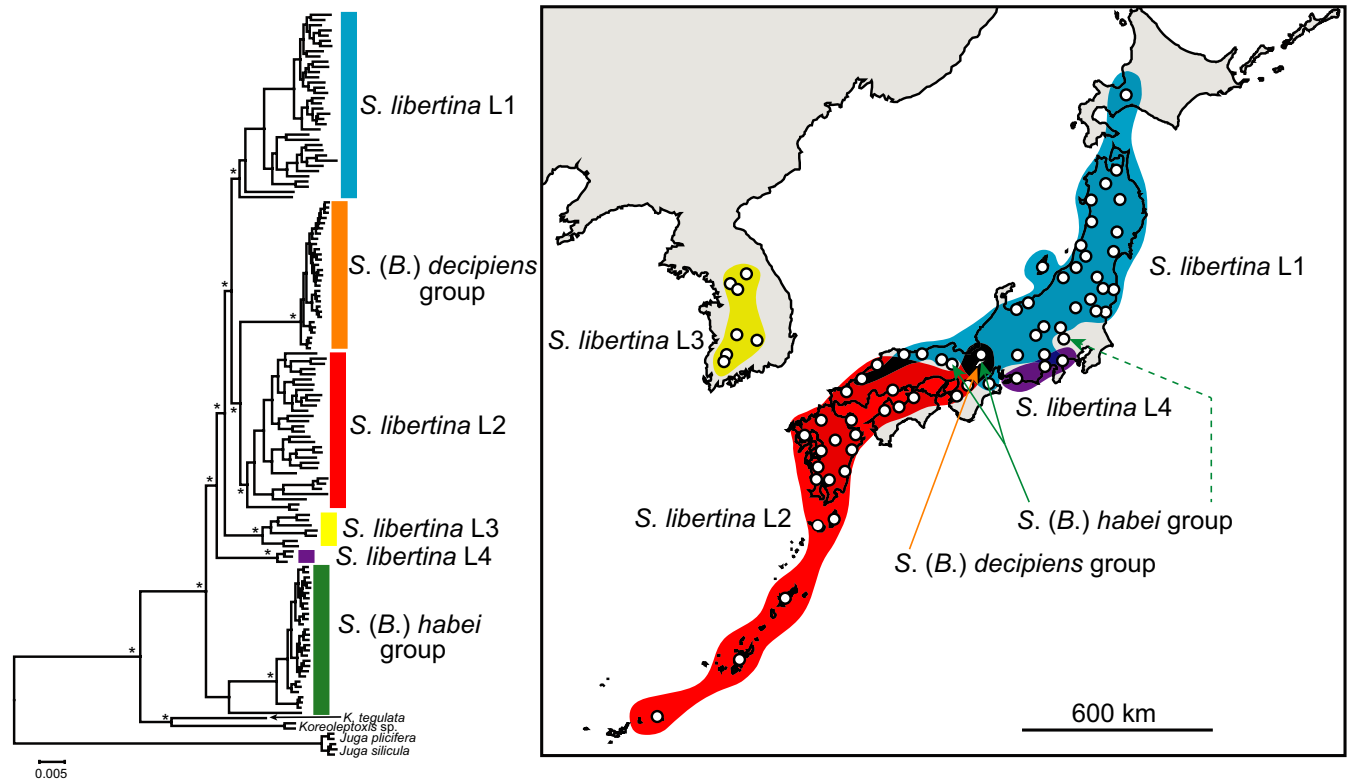 S. libertina L1
S. (B.) decipiens
group
S. libertina L2
S. libertina L3
S. libertina L4
S. (B.) habei
group
K. tegulata
Koreoleptoxis sp.
Juga plicifera
Juga silicula
0.005
* * * * * * * * * * * * *
S. libertina L1
S. libertina L3
S. libertina L4
S. libertina L2
S. (B.) habei group
S. (B.) decipiens group
600 km